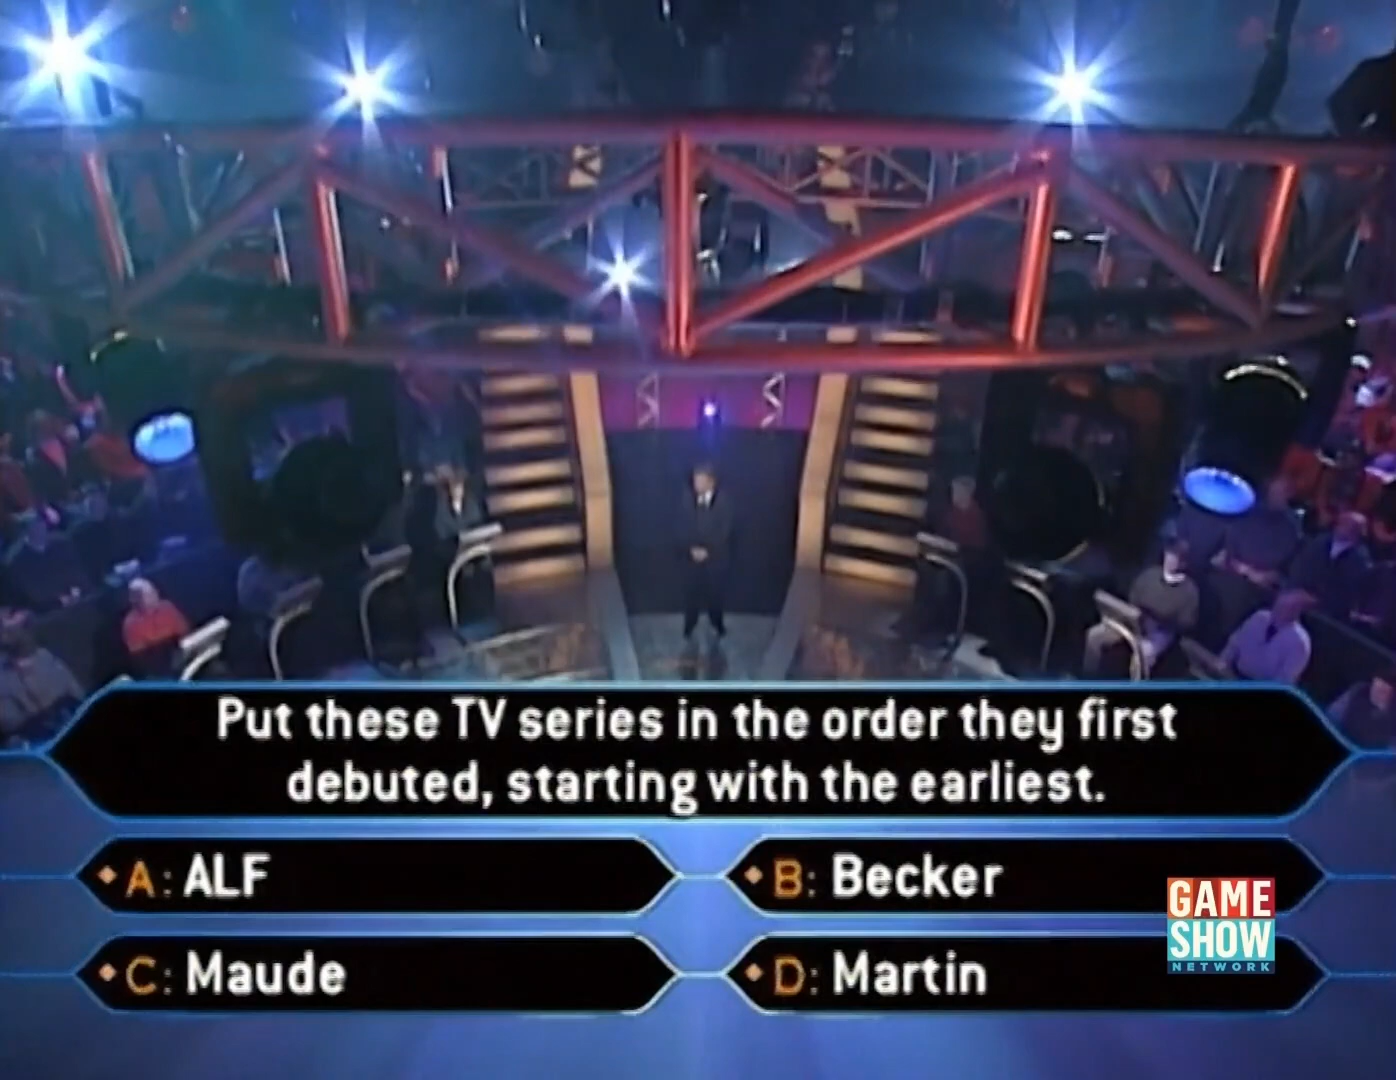 Put these TV series in the order they first
debuted, starting with the earliest.
A: ALF
B: Becker
C: Maude
D: Martin
GAME
SHOW
NETWORK